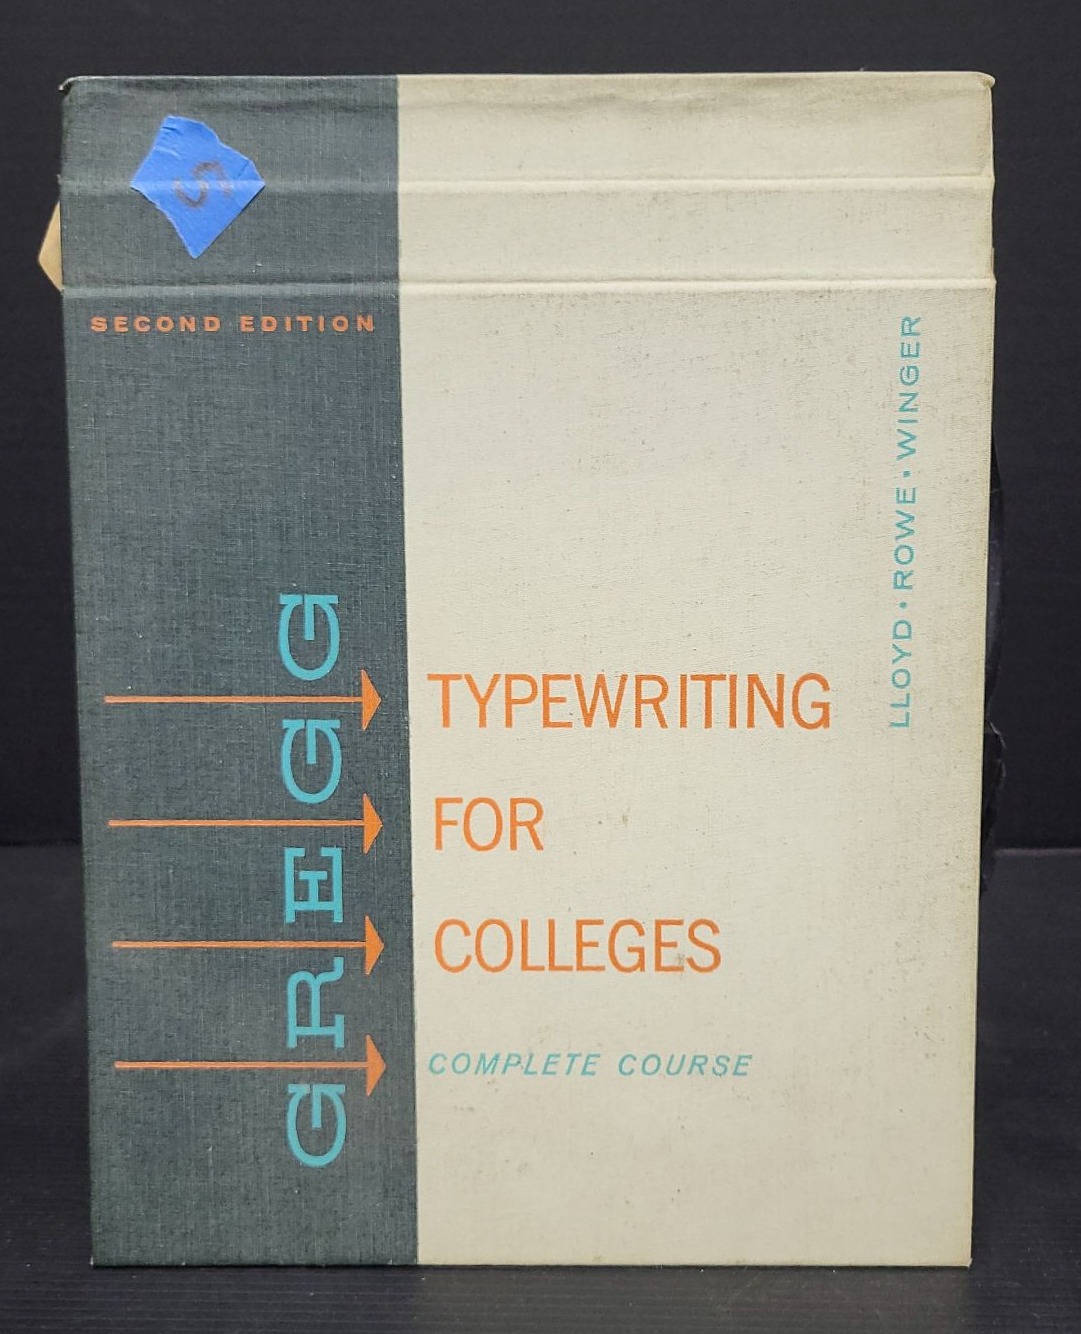 S
SECOND EDITION
GREGG
TYPEWRITING
FOR
COLLEGES
COMPLETE COURSE
LLOYD • ROWE • WINGER